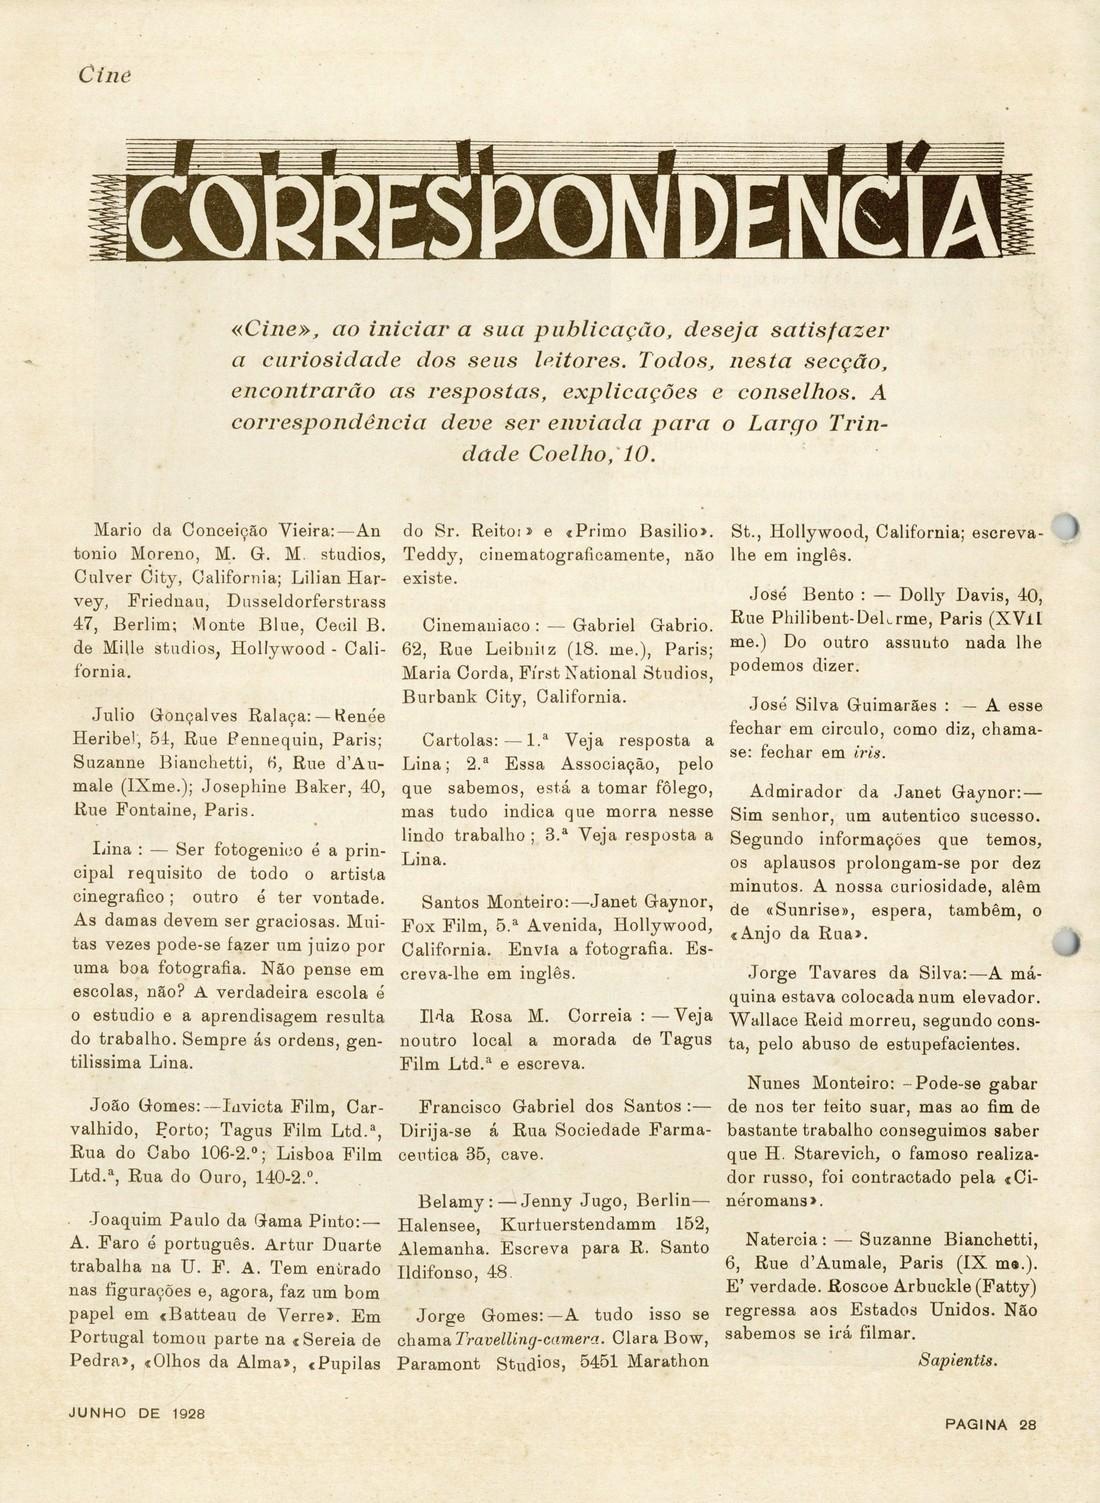 Cine
CORRESPONDENCÍA
«Cine», ao iniciar a sua publicação, deseja satisfazer
a curiosidade dos seus leitores. Todos, nesta secção,
encontrarão as respostas, explicações e conselhos. A
correspondência deve ser enviada para o Largo Trin-
dade Coelho, 10.
Mario da Conceição Vieira:—An
tonio Moreno, M. G. M. studios,
Culver City, California; Lilian Har-
vey, Friednau, Dusseldorferstrass
47, Berlim; Monte Blue, Cecil B.
de Mille studios, Hollywood - Cali-
fornia.
Julio Gonçalves Ralaça:—Renée
Heribel, 54, Rue Pennequin, Paris;
Suzanne Bianchetti, 6, Rue d'Au-
male (IXme.); Josephine Baker, 40,
Rue Fontaine, Paris.
Lina : — Ser fotogenico é a prin-
cipal requisito de todo o artista
cinegrafico ; outro é ter vontade.
As damas devem ser graciosas. Mui-
tas vezes pode-se fazer um juizo por
uma boa fotografia. Não pense em
escolas, não? A verdadeira escola é
o estudio e a aprendisagem resulta
do trabalho. Sempre ás ordens, gen-
tilissima Lina.
João Gomes:—Invicta Film, Car-
valhido, Porto; Tagus Film Ltd.ª,
Rua do Cabo 106-2.º; Lisboa Film
Ltd.ª, Rua do Ouro, 140-2.º.
Joaquim Paulo da Gama Pinto:—
A. Faro é português. Artur Duarte
trabalha na U. F. A. Tem entrado
nas figurações e, agora, faz um bom
papel em «Batteau de Verre». Em
Portugal tomou parte na «Sereia de
Pedra», «Olhos da Alma», «Pupilas
do Sr. Reitor» e «Primo Basilio».
Teddy, cinematograficamente, não
existe.
Cinemaniaco : — Gabriel Gabrio.
62, Rue Leibnitz (18. me.), Paris;
Maria Corda, First National Studios,
Burbank City, California.
Cartolas: — 1.ª Veja resposta a
Lina; 2.ª Essa Associação, pelo
que sabemos, está a tomar fôlego,
mas tudo indica que morra nesse
lindo trabalho ; 3.ª Veja resposta a
Lina.
Santos Monteiro:—Janet Gaynor,
Fox Film, 5.ª Avenida, Hollywood,
California. Envia a fotografia. Es-
creva-lhe em inglês.
Ilda Rosa M. Correia : — Veja
noutro local a morada de Tagus
Film Ltd.ª e escreva.
Francisco Gabriel dos Santos :—
Dirija-se á Rua Sociedade Farma-
ceutica 35, cave.
Belamy : — Jenny Jugo, Berlin—
Halensee, Kurtuerstendamm 152,
Alemanha. Escreva para R. Santo
Ildifonso, 48.
Jorge Gomes:—A tudo isso se
chama Travelling-camera. Clara Bow,
Paramont Studios, 5451 Marathon
St., Hollywood, California; escreva-
lhe em inglês.
José Bento : — Dolly Davis, 40,
Rue Philibent-Delorme, Paris (XVII
me.) Do outro assunto nada lhe
podemos dizer.
José Silva Guimarães : — A esse
fechar em circulo, como diz, chama-
se: fechar em iris.
Admirador da Janet Gaynor:—
Sim senhor, um autentico sucesso.
Segundo informações que temos,
os aplausos prolongam-se por dez
minutos. A nossa curiosidade, alêm
de «Sunrise», espera, tambêm, o
«Anjo da Rua».
Jorge Tavares da Silva:—A má-
quina estava colocada num elevador.
Wallace Reid morreu, segundo cons-
ta, pelo abuso de estupefacientes.
Nunes Monteiro: –Pode-se gabar
de nos ter feito suar, mas ao fim de
bastante trabalho conseguimos saber
que H. Starevich, o famoso realiza-
dor russo, foi contractado pela «Ci-
néromans».
Natercia : — Suzanne Bianchetti,
6, Rue d'Aumale, Paris (IX me.).
E' verdade. Roscoe Arbuckle (Fatty)
regressa aos Estados Unidos. Não
sabemos se irá filmar.
Sapientis.
JUNHO DE 1928
PAGINA 28